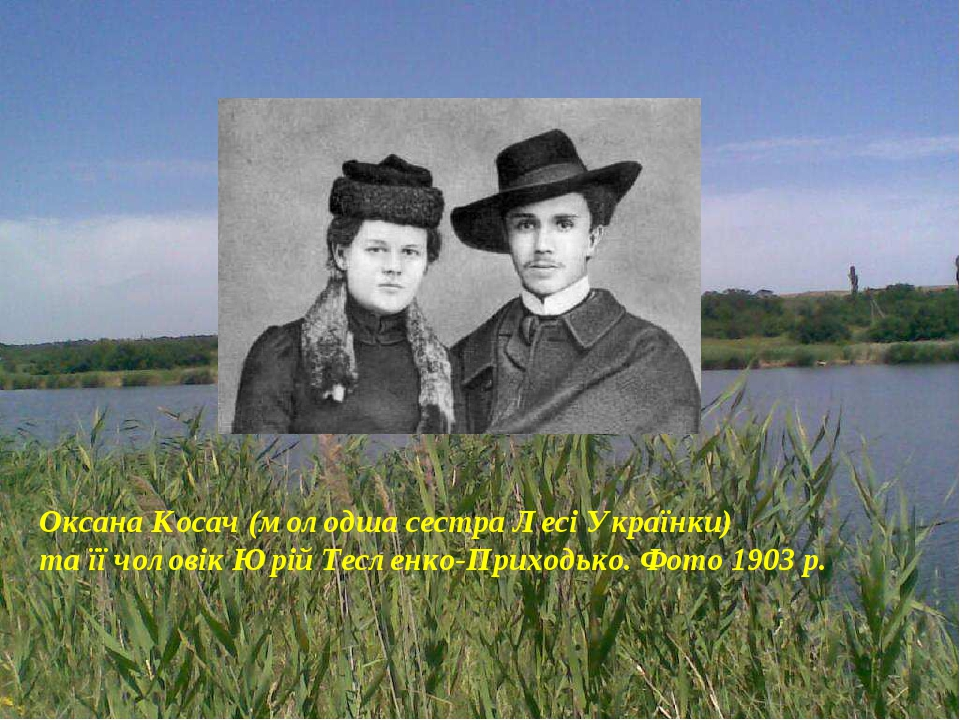 Оксана Косач (молодша сестра Лесі Українки)
та її чоловік Юрій Тесленко-Приходько. Фото 1903 р.